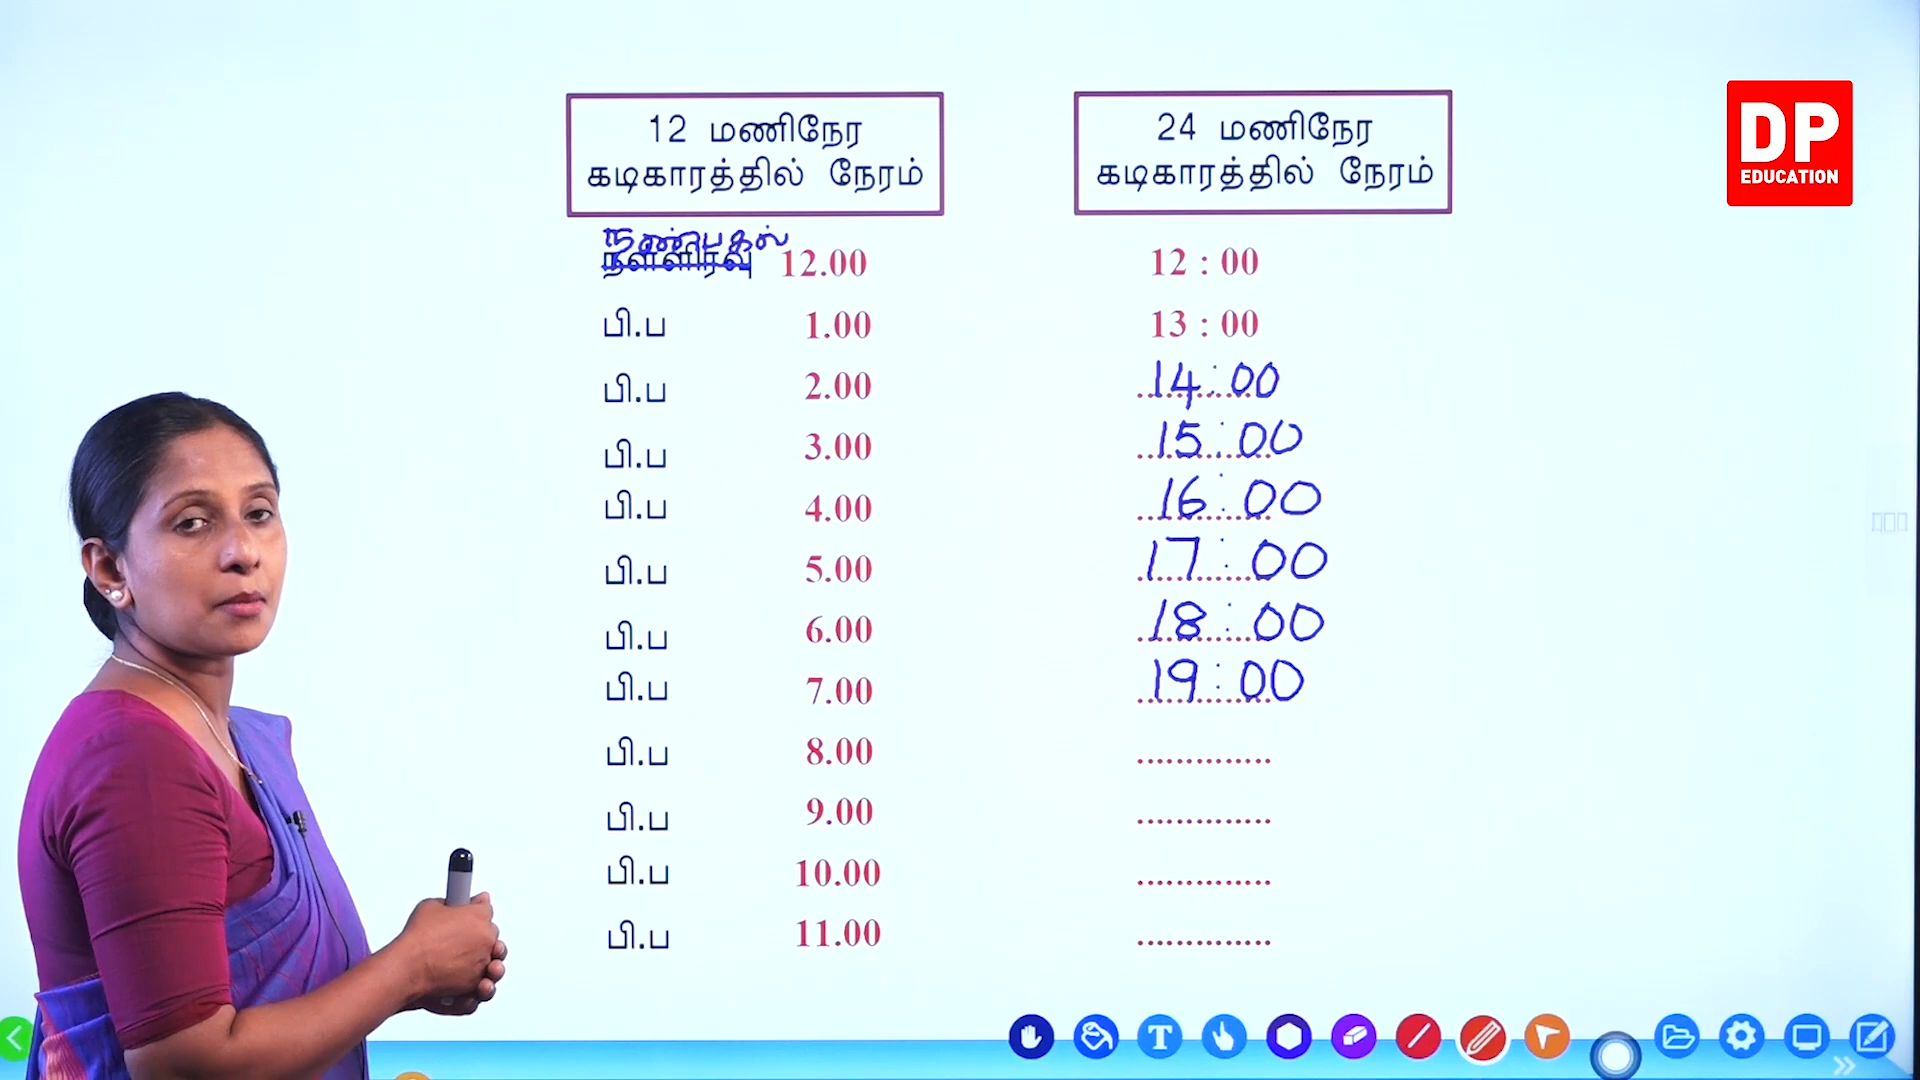 12 மணிநேர
கடிகாரத்தில் நேரம்
24 மணிநேர
கடிகாரத்தில் நேரம்
DP
EDUCATION
நண்பகல்
நள்ளிரவு 12.00 12 : 00
பி.ப 1.00 13 : 00
பி.ப 2.00 14:00
பி.ப 3.00 15:00
பி.ப 4.00 16:00
பி.ப 5.00 17:00
பி.ப 6.00 18:00
பி.ப 7.00 19:00
பி.ப 8.00 ..............
பி.ப 9.00 ..............
பி.ப 10.00 ..............
பி.ப 11.00 ..............